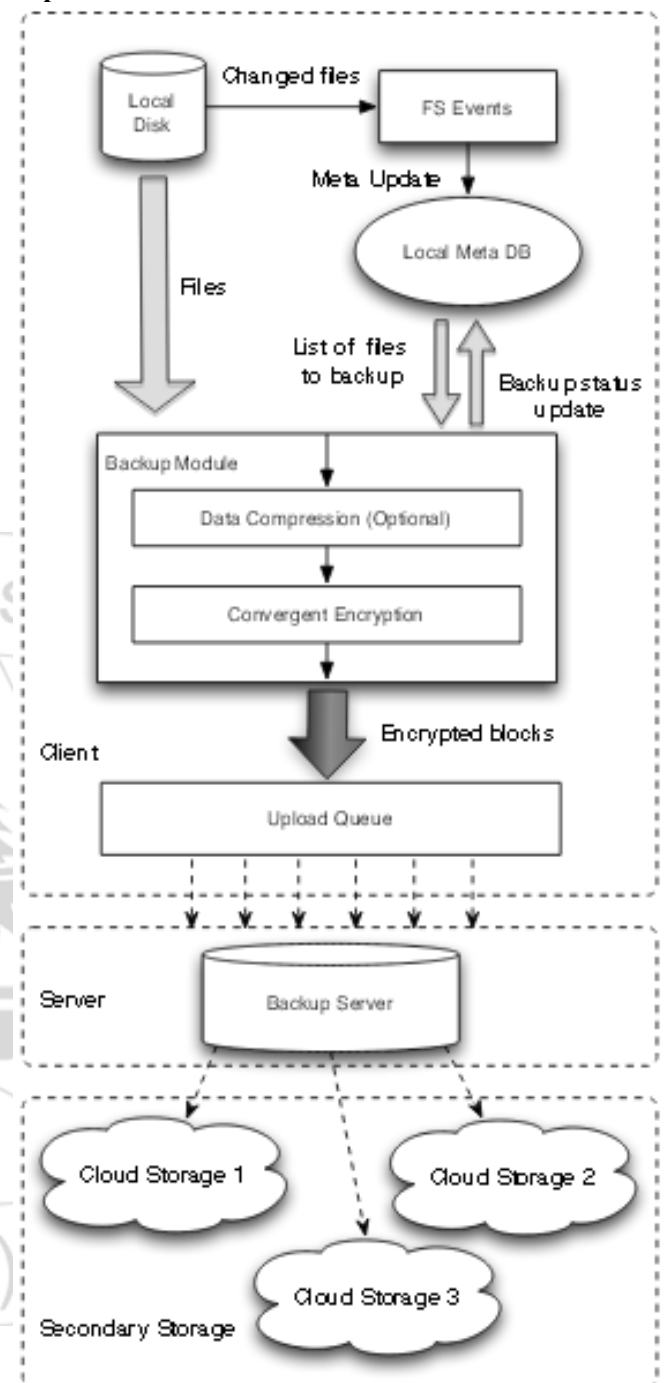 Changed files
Local
Disk
FS Events
Meta Update
Local Meta DB
Files
List of files
to backup
Backup status
update
Backup Module
Data Compression (Optional)
Convergent Encryption
Encrypted blocks
Client
Upload Queue
Server
Backup Server
Cloud Storage 1
Cloud Storage 2
Cloud Storage 3
Secondary Storage